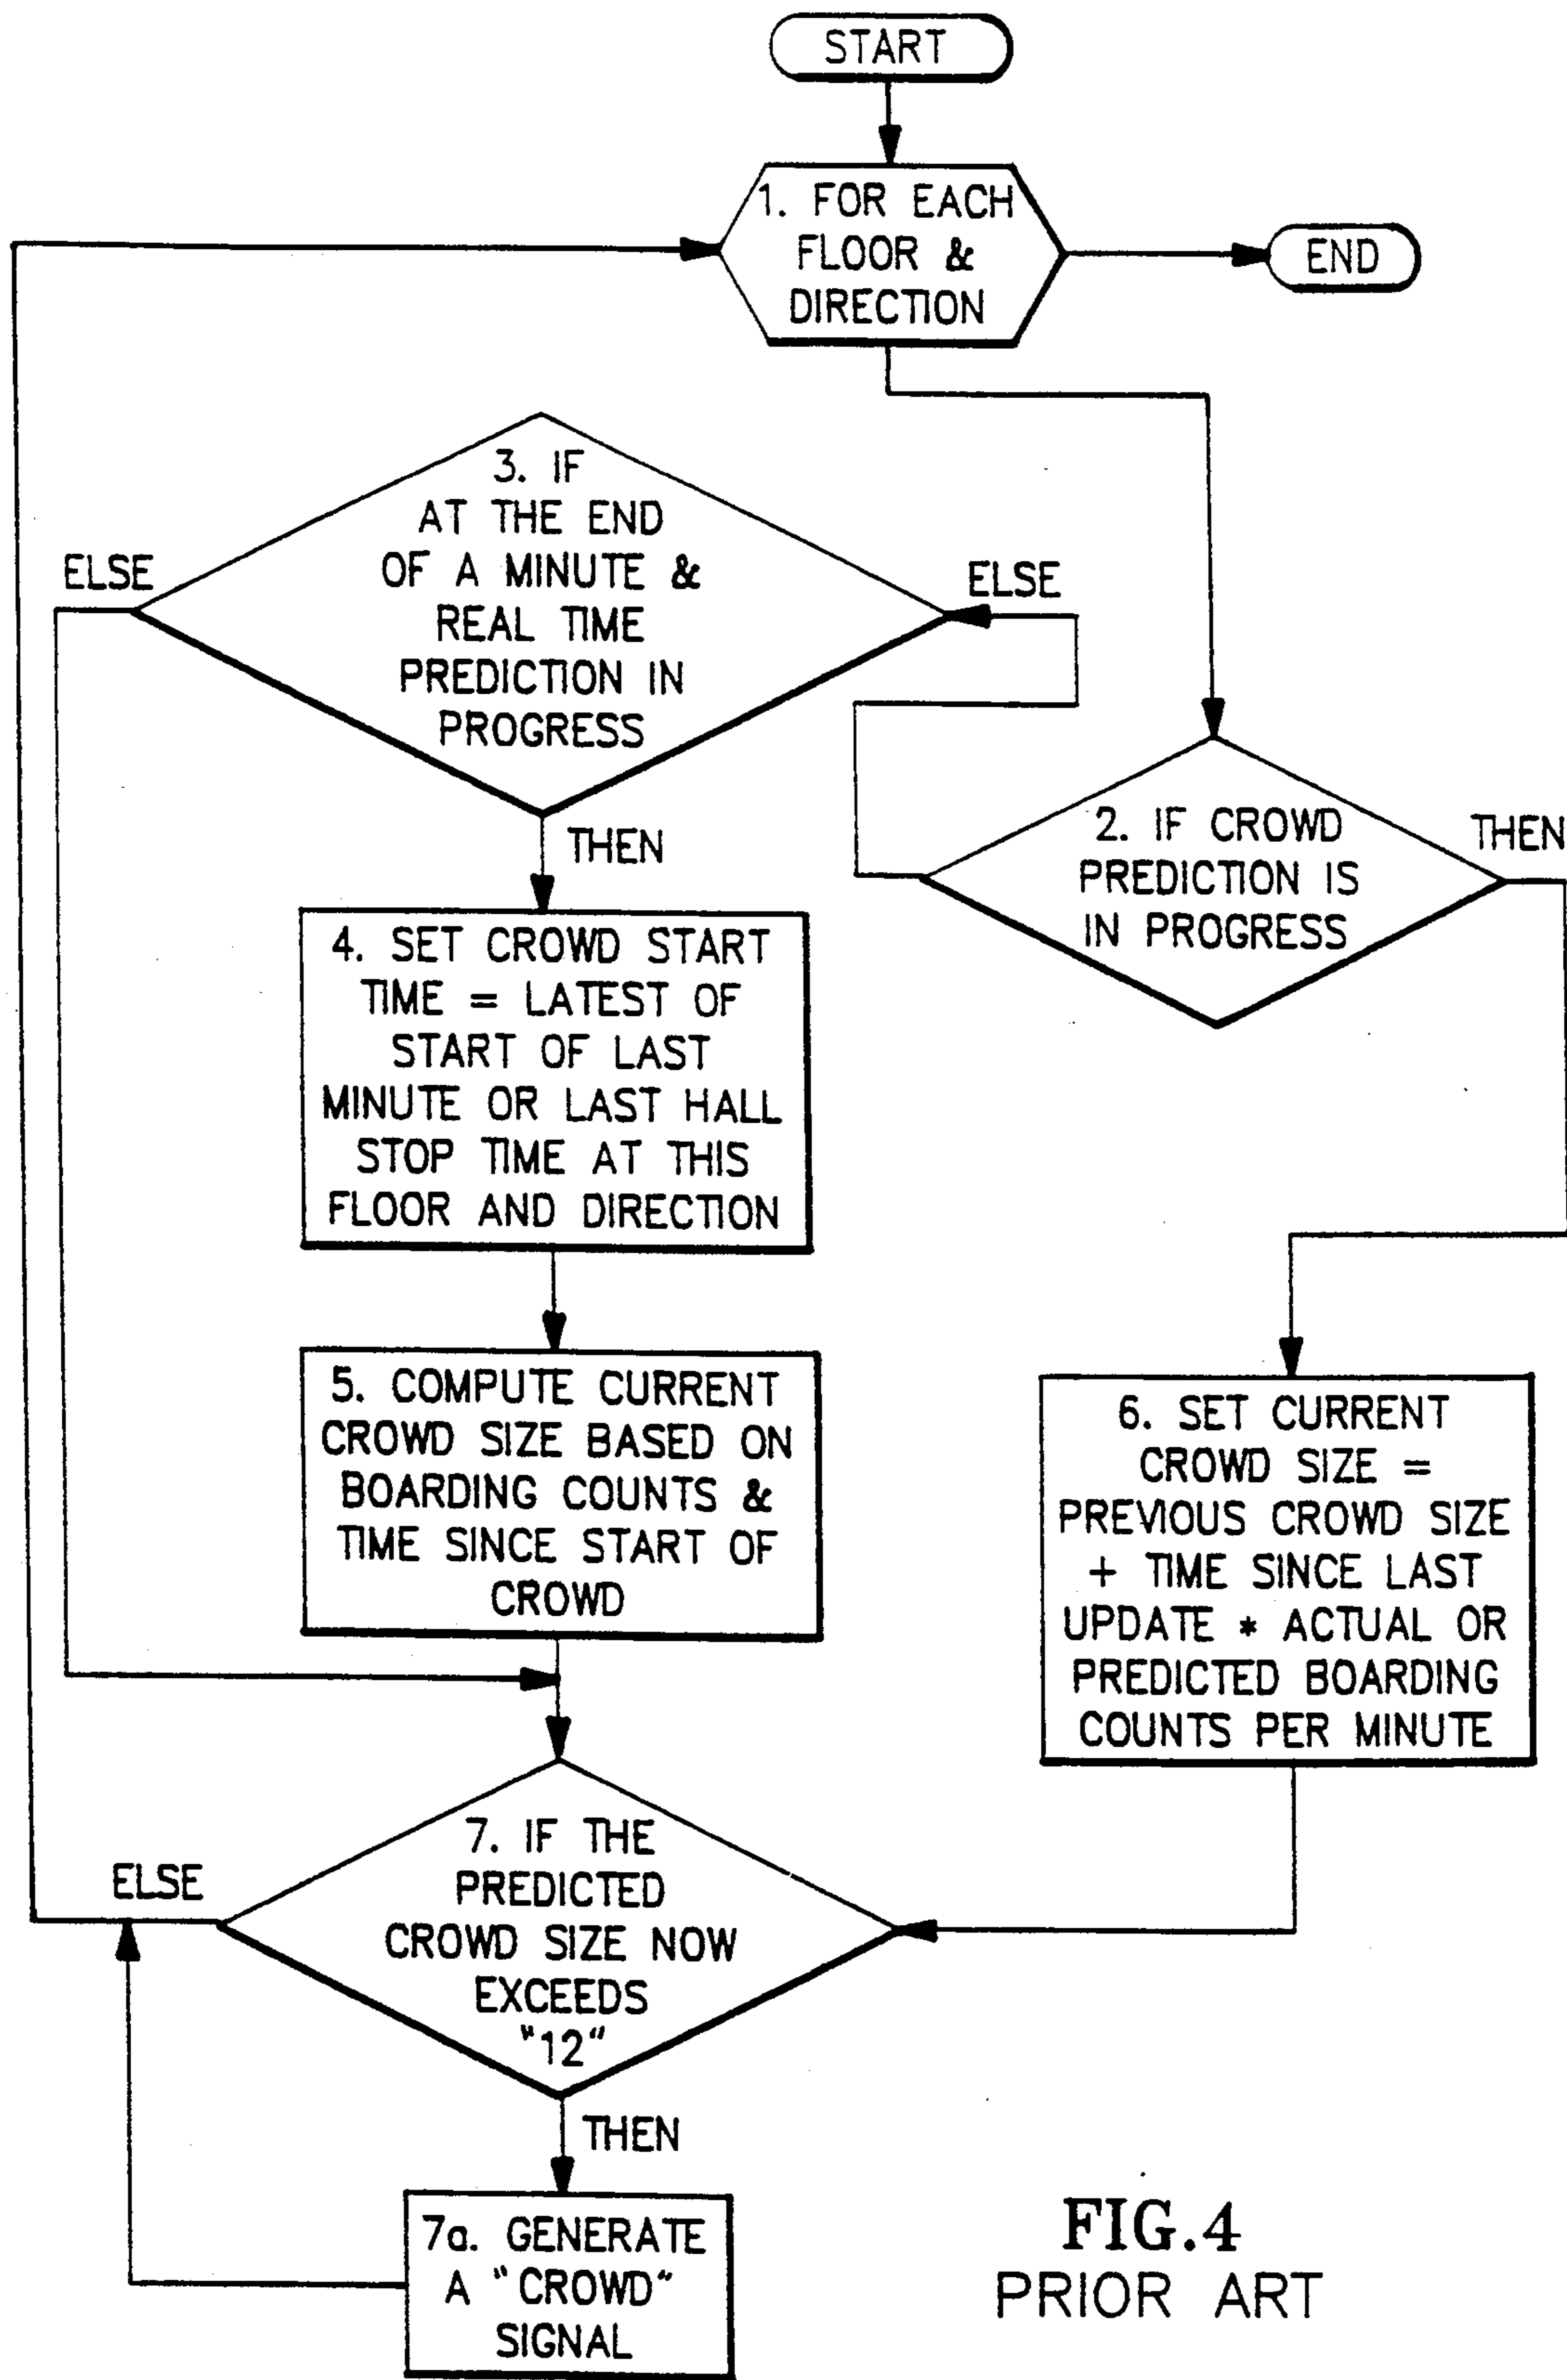 START
1. FOR EACH
FLOOR &
DIRECTION
END
3. IF
AT THE END
OF A MINUTE &
REAL TIME
PREDICTION IN
PROGRESS
ELSE
ELSE
THEN
2. IF CROWD
PREDICTION IS
IN PROGRESS
THEN
4. SET CROWD START
TIME = LATEST OF
START OF LAST
MINUTE OR LAST HALL
STOP TIME AT THIS
FLOOR AND DIRECTION
5. COMPUTE CURRENT
CROWD SIZE BASED ON
BOARDING COUNTS &
TIME SINCE START OF
CROWD
6. SET CURRENT
CROWD SIZE =
PREVIOUS CROWD SIZE
+ TIME SINCE LAST
UPDATE * ACTUAL OR
PREDICTED BOARDING
COUNTS PER MINUTE
7. IF THE
PREDICTED
CROWD SIZE NOW
EXCEEDS
"12"
ELSE
THEN
7a. GENERATE
A "CROWD"
SIGNAL
FIG.4
PRIOR ART